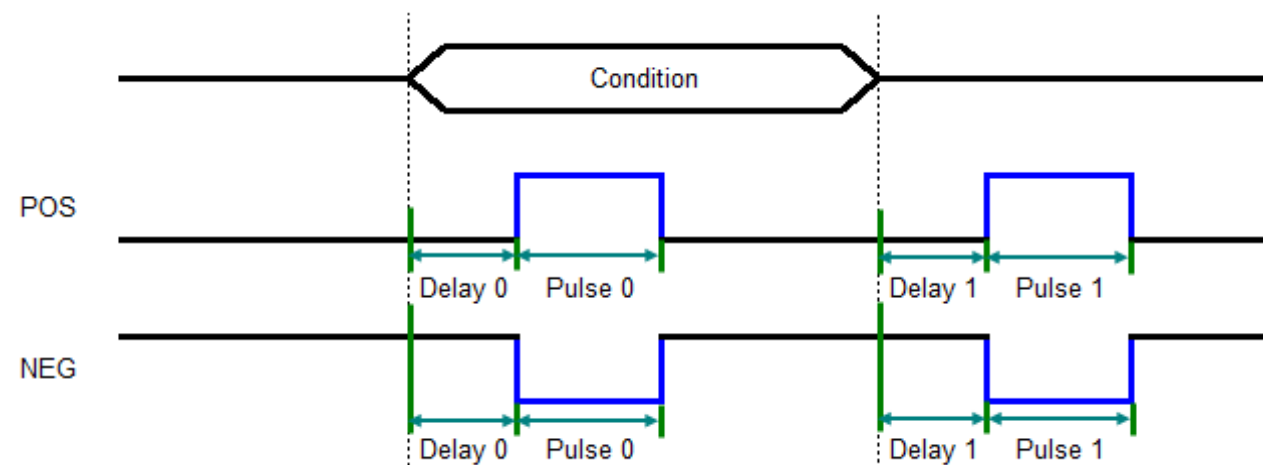 Condition
POS
Delay 0 Pulse 0 Delay 1 Pulse 1
NEG
Delay 0 Pulse 0 Delay 1 Pulse 1